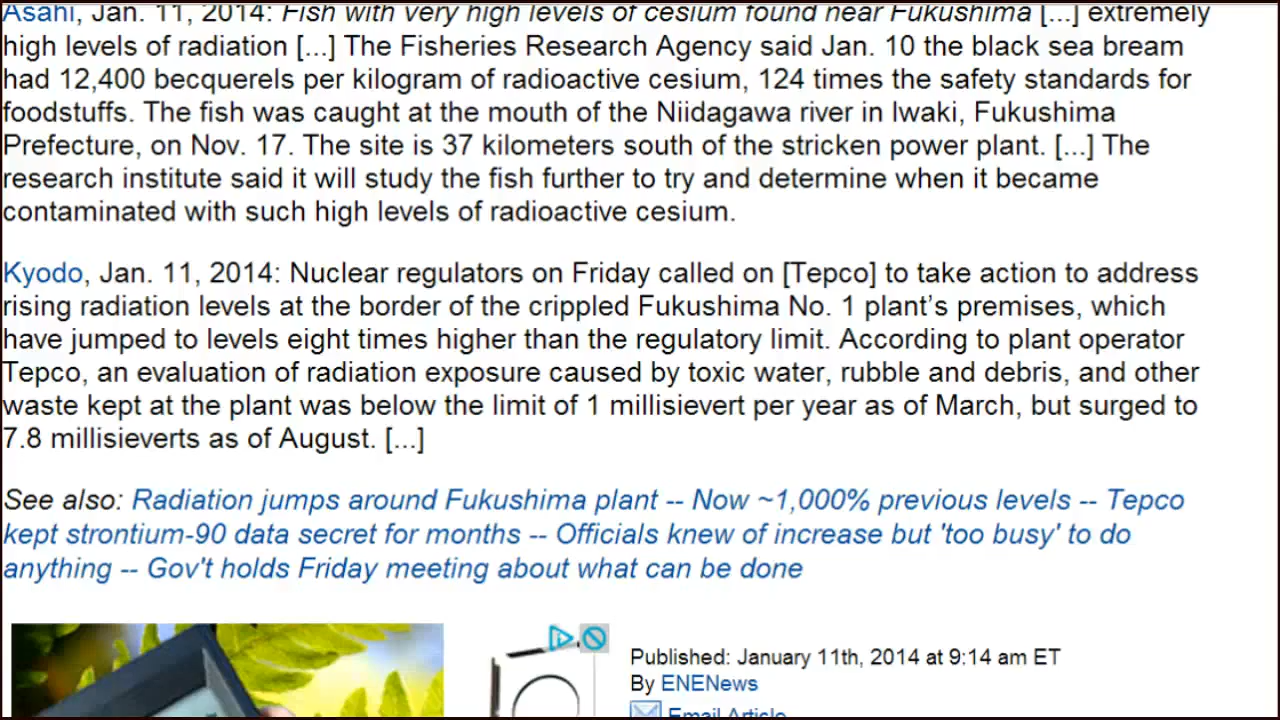 Asahi, Jan. 11, 2014: Fish with very high levels of cesium found near Fukushima [...] extremely
high levels of radiation [...] The Fisheries Research Agency said Jan. 10 the black sea bream
had 12,400 becquerels per kilogram of radioactive cesium, 124 times the safety standards for
foodstuffs. The fish was caught at the mouth of the Niidagawa river in Iwaki, Fukushima
Prefecture, on Nov. 17. The site is 37 kilometers south of the stricken power plant. [...] The
research institute said it will study the fish further to try and determine when it became
contaminated with such high levels of radioactive cesium.
Kyodo, Jan. 11, 2014: Nuclear regulators on Friday called on [Tepco] to take action to address
rising radiation levels at the border of the crippled Fukushima No. 1 plant’s premises, which
have jumped to levels eight times higher than the regulatory limit. According to plant operator
Tepco, an evaluation of radiation exposure caused by toxic water, rubble and debris, and other
waste kept at the plant was below the limit of 1 millisievert per year as of March, but surged to
7.8 millisieverts as of August. [...]
See also: Radiation jumps around Fukushima plant -- Now ~1,000% previous levels -- Tepco
kept strontium-90 data secret for months -- Officials knew of increase but 'too busy' to do
anything -- Gov't holds Friday meeting about what can be done
Published: January 11th, 2014 at 9:14 am ET
By ENENews
Email Article